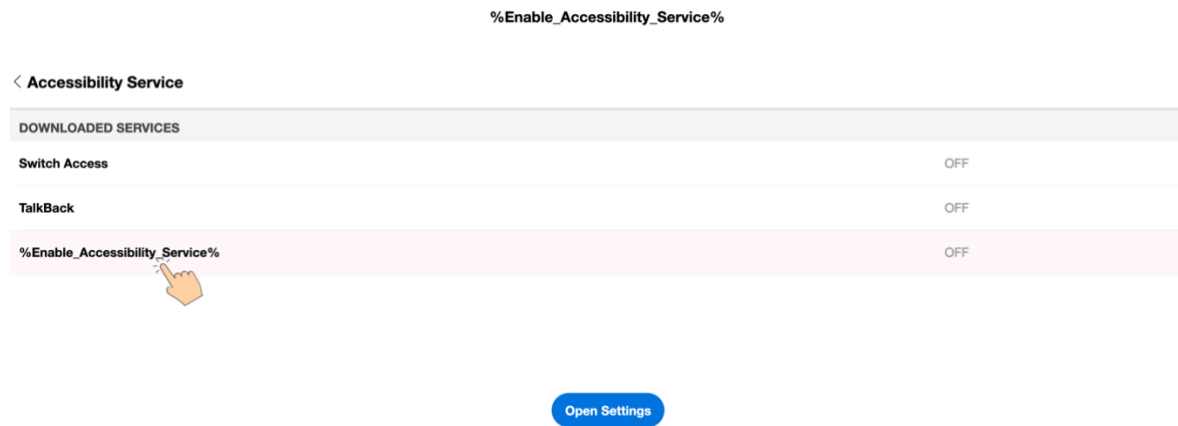 %Enable_Accessibility_Service%
Accessibility Service
DOWNLOADED SERVICES
Switch Access OFF
TalkBack OFF
%Enable_Accessibility_Service% OFF
Open Settings